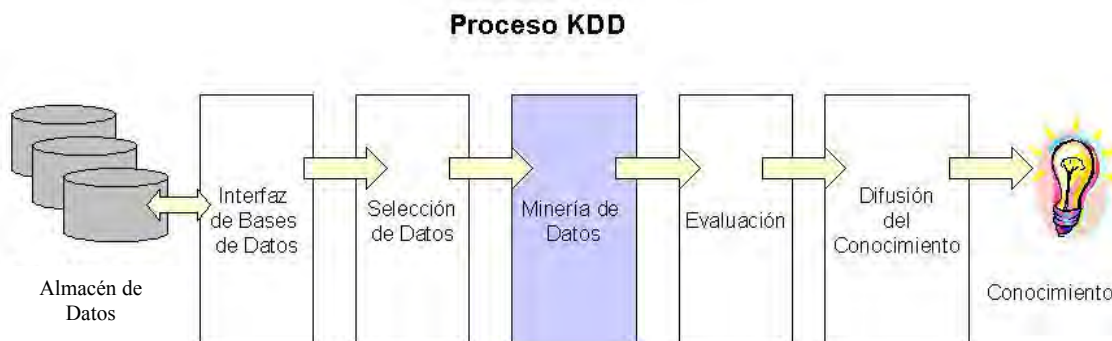 Proceso KDD
Almacén de
Datos
Interfaz
de Bases
de Datos
Selección
de Datos
Minería de
Datos
Evaluación
Difusión
del
Conocimiento
Conocimiento